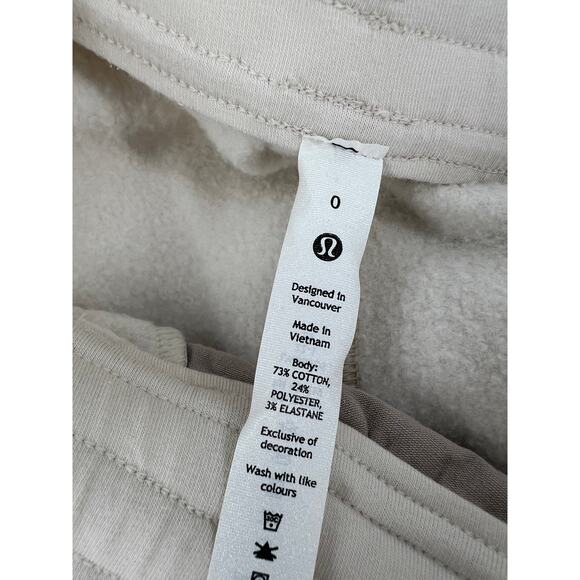 0
Designed in
Vancouver
Made in
Vietnam
Body:
73% COTTON,
24%
POLYESTER,
3% ELASTANE
Exclusive of
decoration
Wash with like
colours
30C